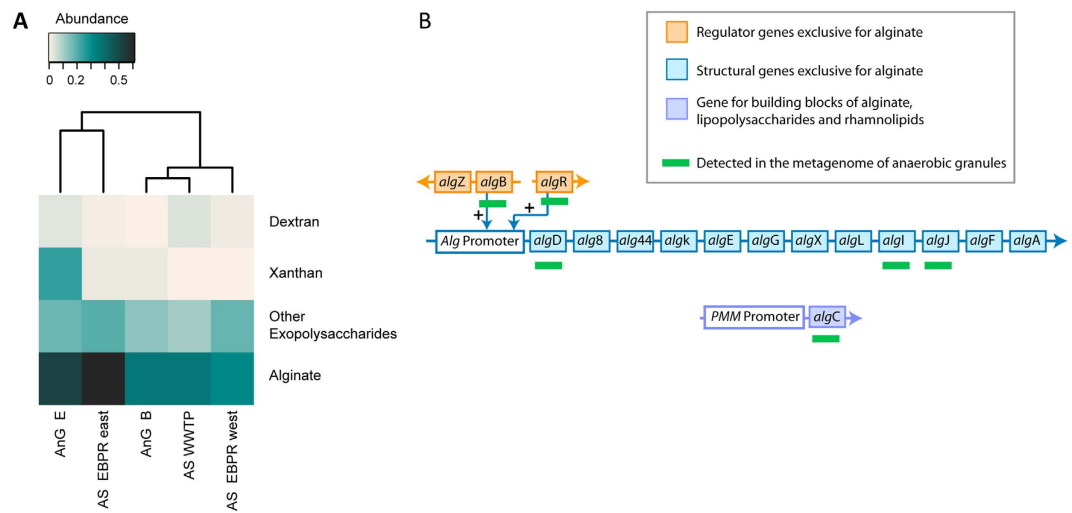 A
Abundance
0 0.2 0.5
Dextran
Xanthan
Other
Exopolysaccharides
Alginate
AnG E
AS EBPR east
AnG B
AS WWTP
AS EBPR west
B
Regulator genes exclusive for alginate
Structural genes exclusive for alginate
Gene for building blocks of alginate,
lipopolysaccharides and rhamnolipids
Detected in the metagenome of anaerobic granules
algZ algB algR
+ +
Alg Promoter algD alg8 alg44 algk algE algG algX algL algI algJ algF algA
PMM Promoter algC